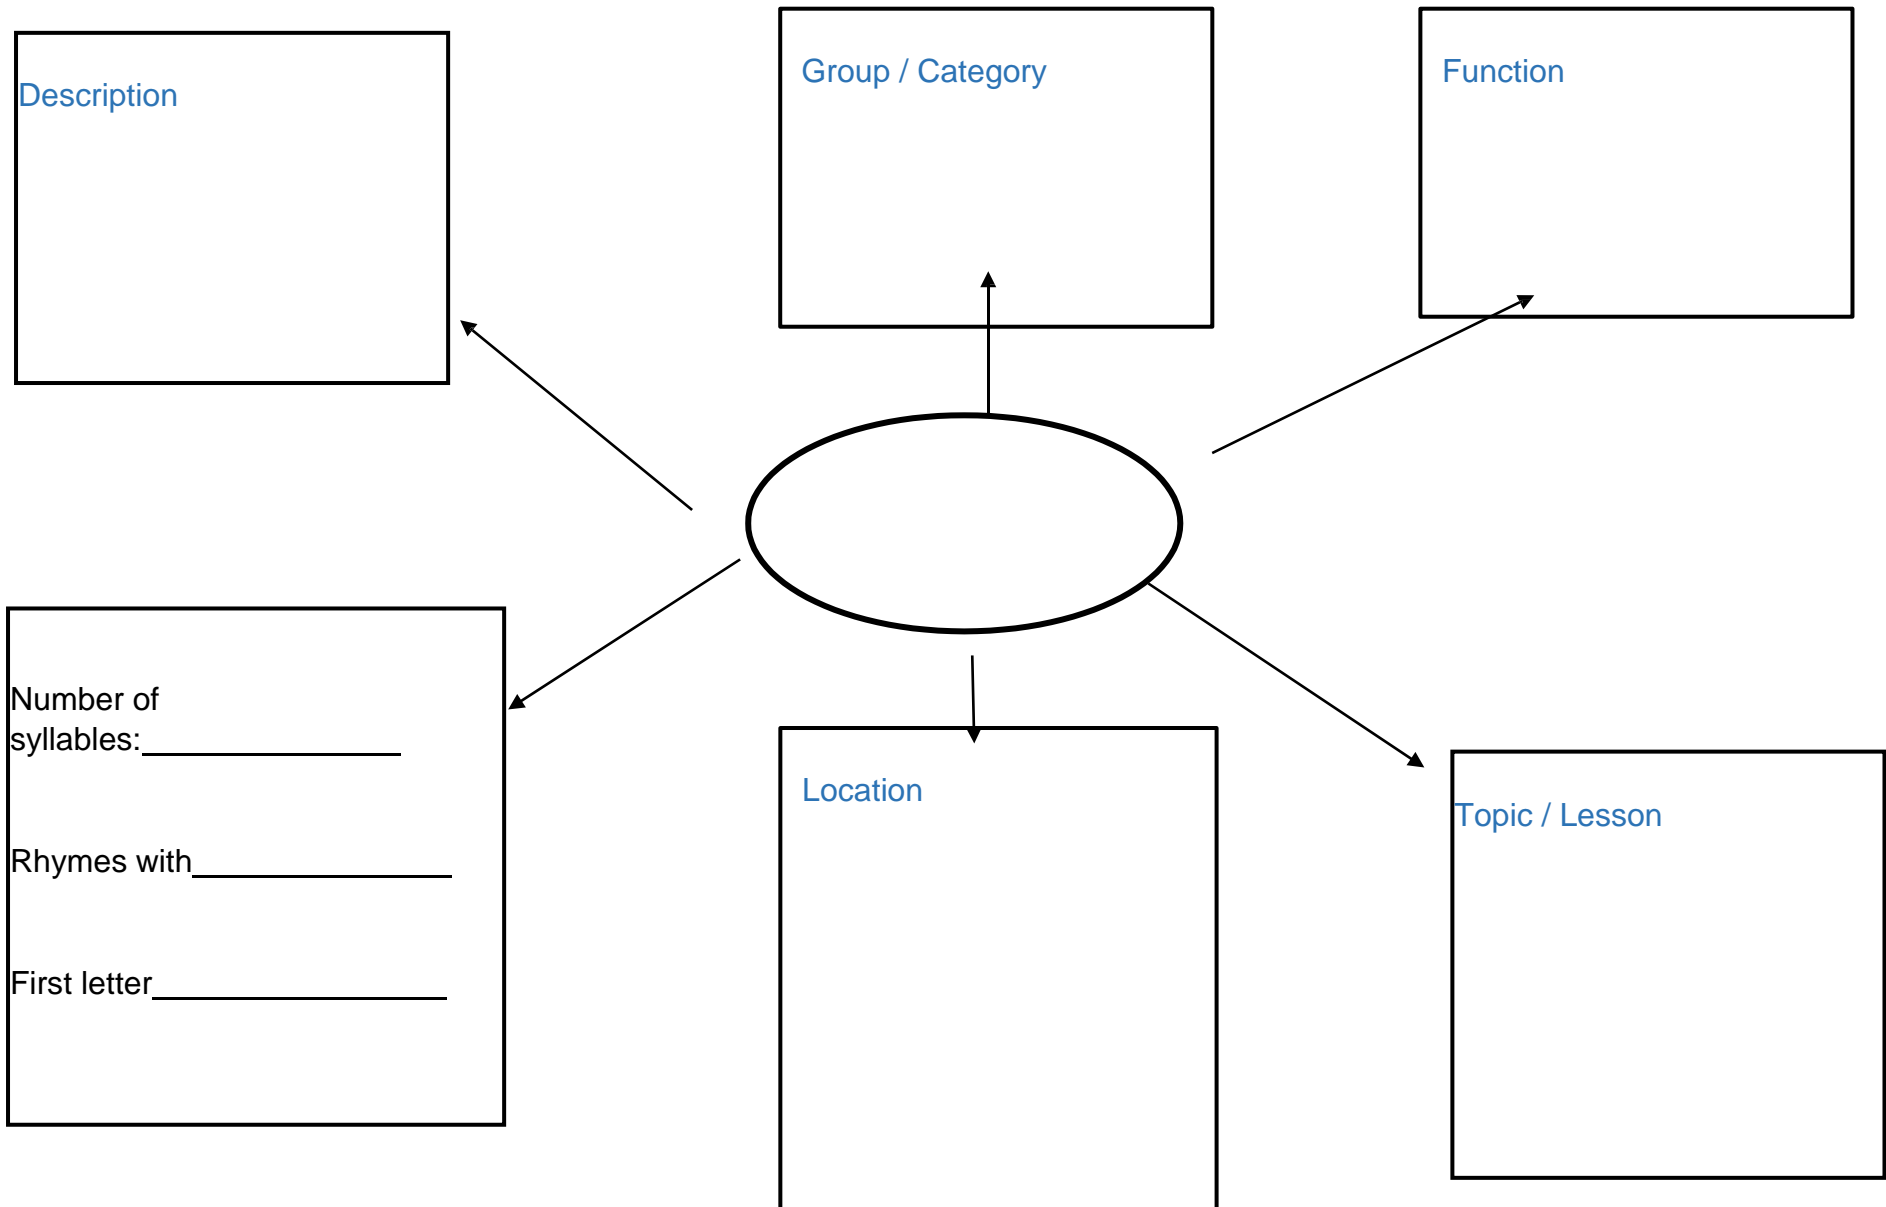 Description
Group / Category
Function
Number of
syllables:
Rhymes with
First letter
Location
Topic / Lesson